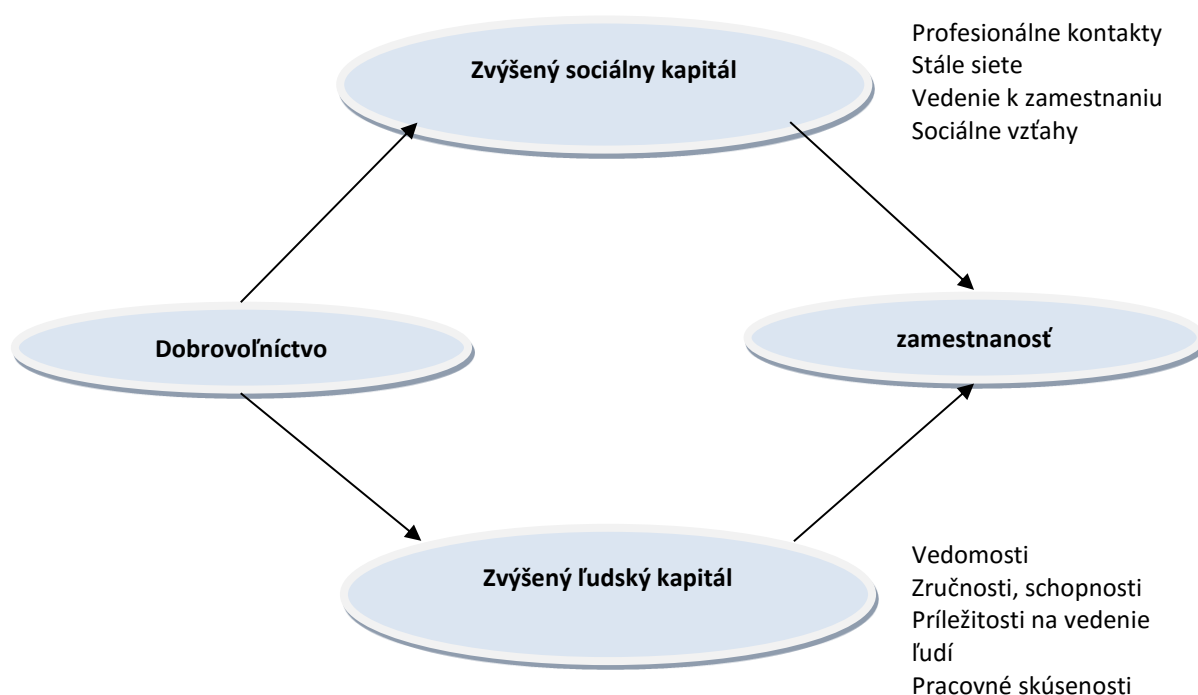 Zvýšený sociálny kapitál
Profesionálne kontakty
Stále siete
Vedenie k zamestnaniu
Sociálne vzťahy
Dobrovoľníctvo
zamestnanosť
Zvýšený ľudský kapitál
Vedomosti
Zručnosti, schopnosti
Príležitosti na vedenie
ľudí
Pracovné skúsenosti